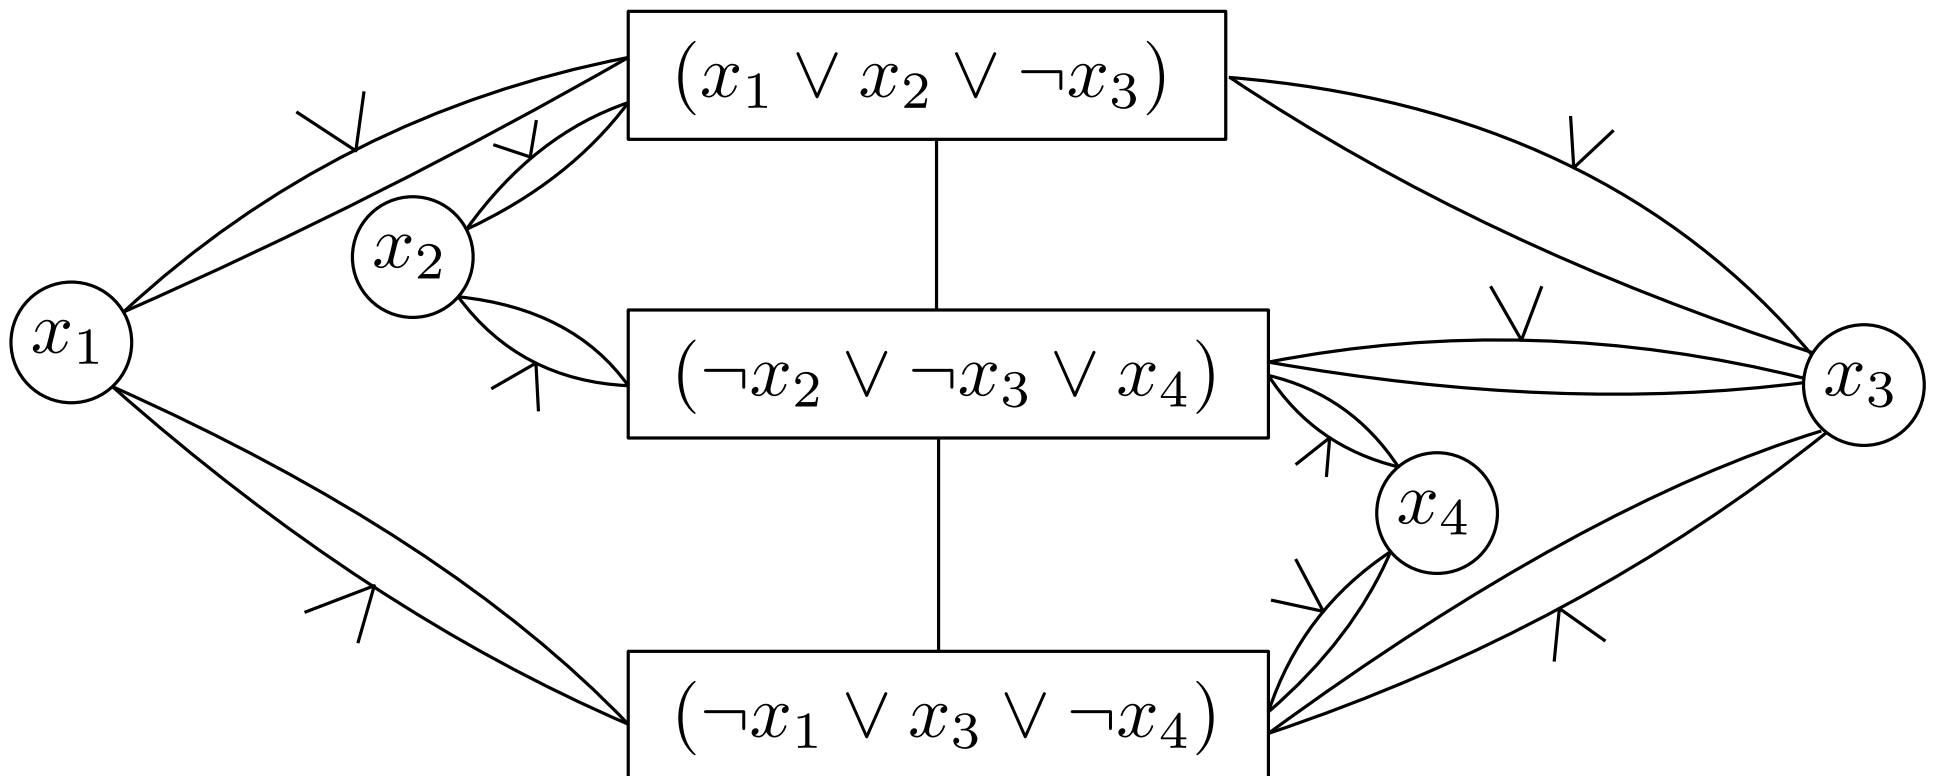 (x₁ ∨ x₂ ∨ ¬x₃)
x₂
x₁
(¬x₂ ∨ ¬x₃ ∨ x₄)
x₃
x₄
(¬x₁ ∨ x₃ ∨ ¬x₄)